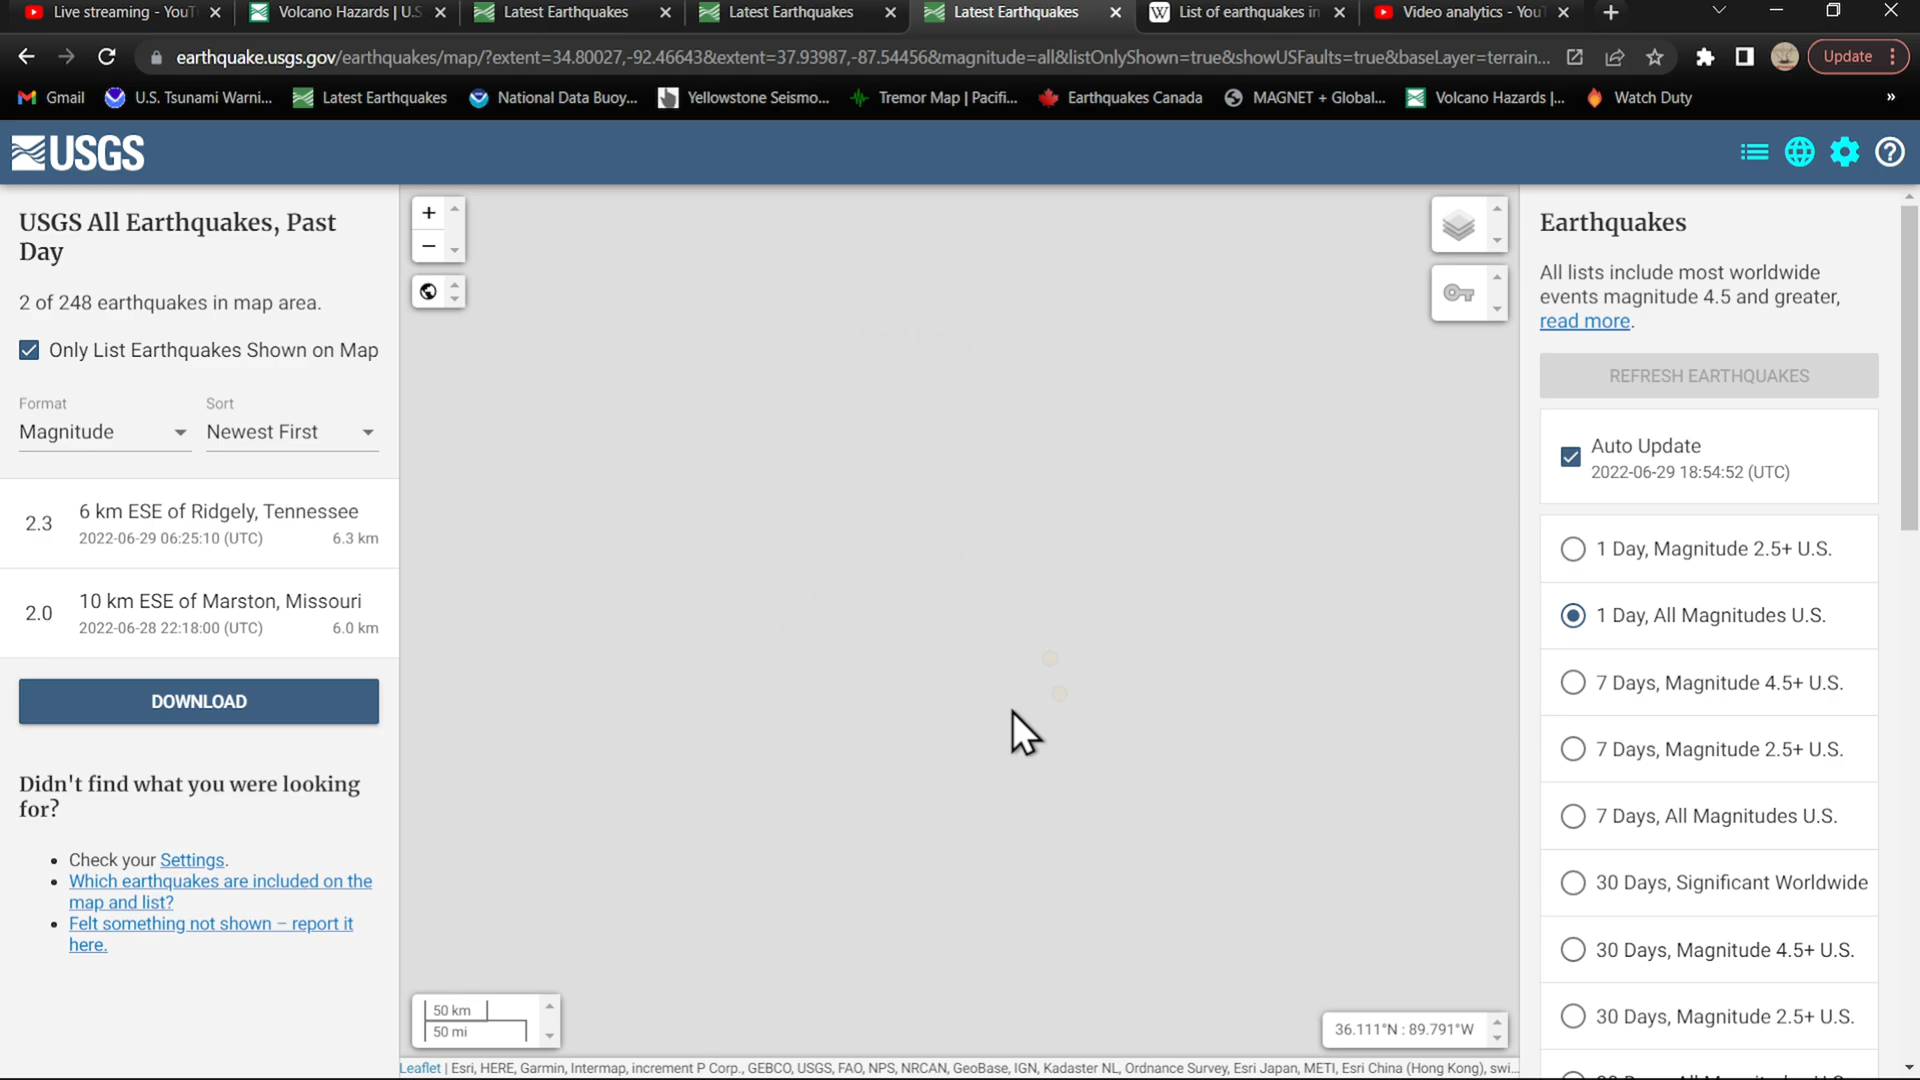 Live streaming - YouT
Volcano Hazards | U.S
Latest Earthquakes
Latest Earthquakes
Latest Earthquakes
List of earthquakes in
Video analytics - You
earthquake.usgs.gov/earthquakes/map/?extent=34.80027,-92.46643&extent=37.93987,-87.54456&magnitude=all&listOnlyShown=true&showUSFaults=true&baseLayer=terrain...
Update
Gmail
U.S. Tsunami Warni...
Latest Earthquakes
National Data Buoy...
Yellowstone Seismo...
Tremor Map | Pacifi...
Earthquakes Canada
MAGNET + Global...
Volcano Hazards |...
Watch Duty
»
USGS
USGS All Earthquakes, Past
Day
2 of 248 earthquakes in map area.
Only List Earthquakes Shown on Map
Format
Sort
Magnitude
Newest First
2.3
6 km ESE of Ridgely, Tennessee
2022-06-29 06:25:10 (UTC)
6.3 km
2.0
10 km ESE of Marston, Missouri
2022-06-28 22:18:00 (UTC)
6.0 km
DOWNLOAD
Didn't find what you were looking
for?
Check your Settings.
Which earthquakes are included on the
map and list?
Felt something not shown – report it
here.
+
−
50 km
50 mi
36.111°N : 89.791°W
Leaflet | Esri, HERE, Garmin, Intermap, increment P Corp., GEBCO, USGS, FAO, NPS, NRCAN, GeoBase, IGN, Kadaster NL, Ordnance Survey, Esri Japan, METI, Esri China (Hong Kong), swi...
Earthquakes
All lists include most worldwide
events magnitude 4.5 and greater,
read more.
REFRESH EARTHQUAKES
Auto Update
2022-06-29 18:54:52 (UTC)
1 Day, Magnitude 2.5+ U.S.
1 Day, All Magnitudes U.S.
7 Days, Magnitude 4.5+ U.S.
7 Days, Magnitude 2.5+ U.S.
7 Days, All Magnitudes U.S.
30 Days, Significant Worldwide
30 Days, Magnitude 4.5+ U.S.
30 Days, Magnitude 2.5+ U.S.